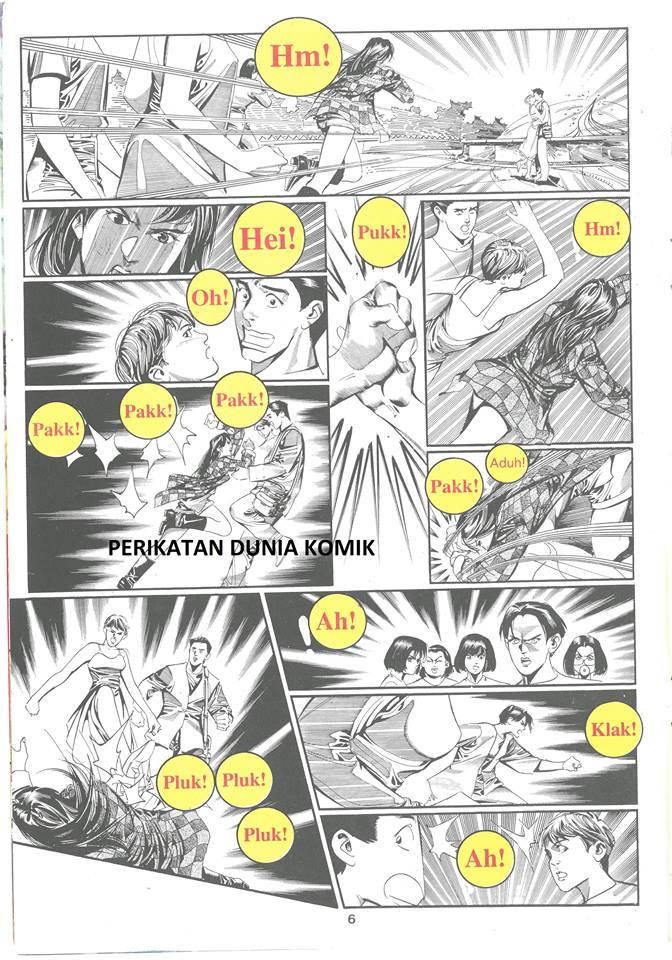 Hm!
Hei!
Oh!
Pukk!
Hm!
Pakk!
Pakk!
Pakk!
Pakk!
Aduh!
PERIKATAN DUNIA KOMIK
Pluk!
Pluk!
Pluk!
Ah!
Klak!
Ah!
6